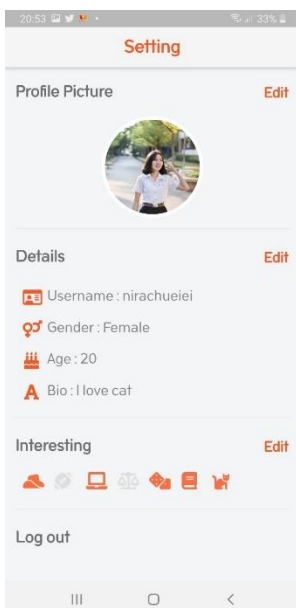 20:53
33%
Setting
Profile Picture Edit
Details Edit
Username : nirachueiei
Gender : Female
Age : 20
A Bio : I love cat
Interesting Edit
Log out